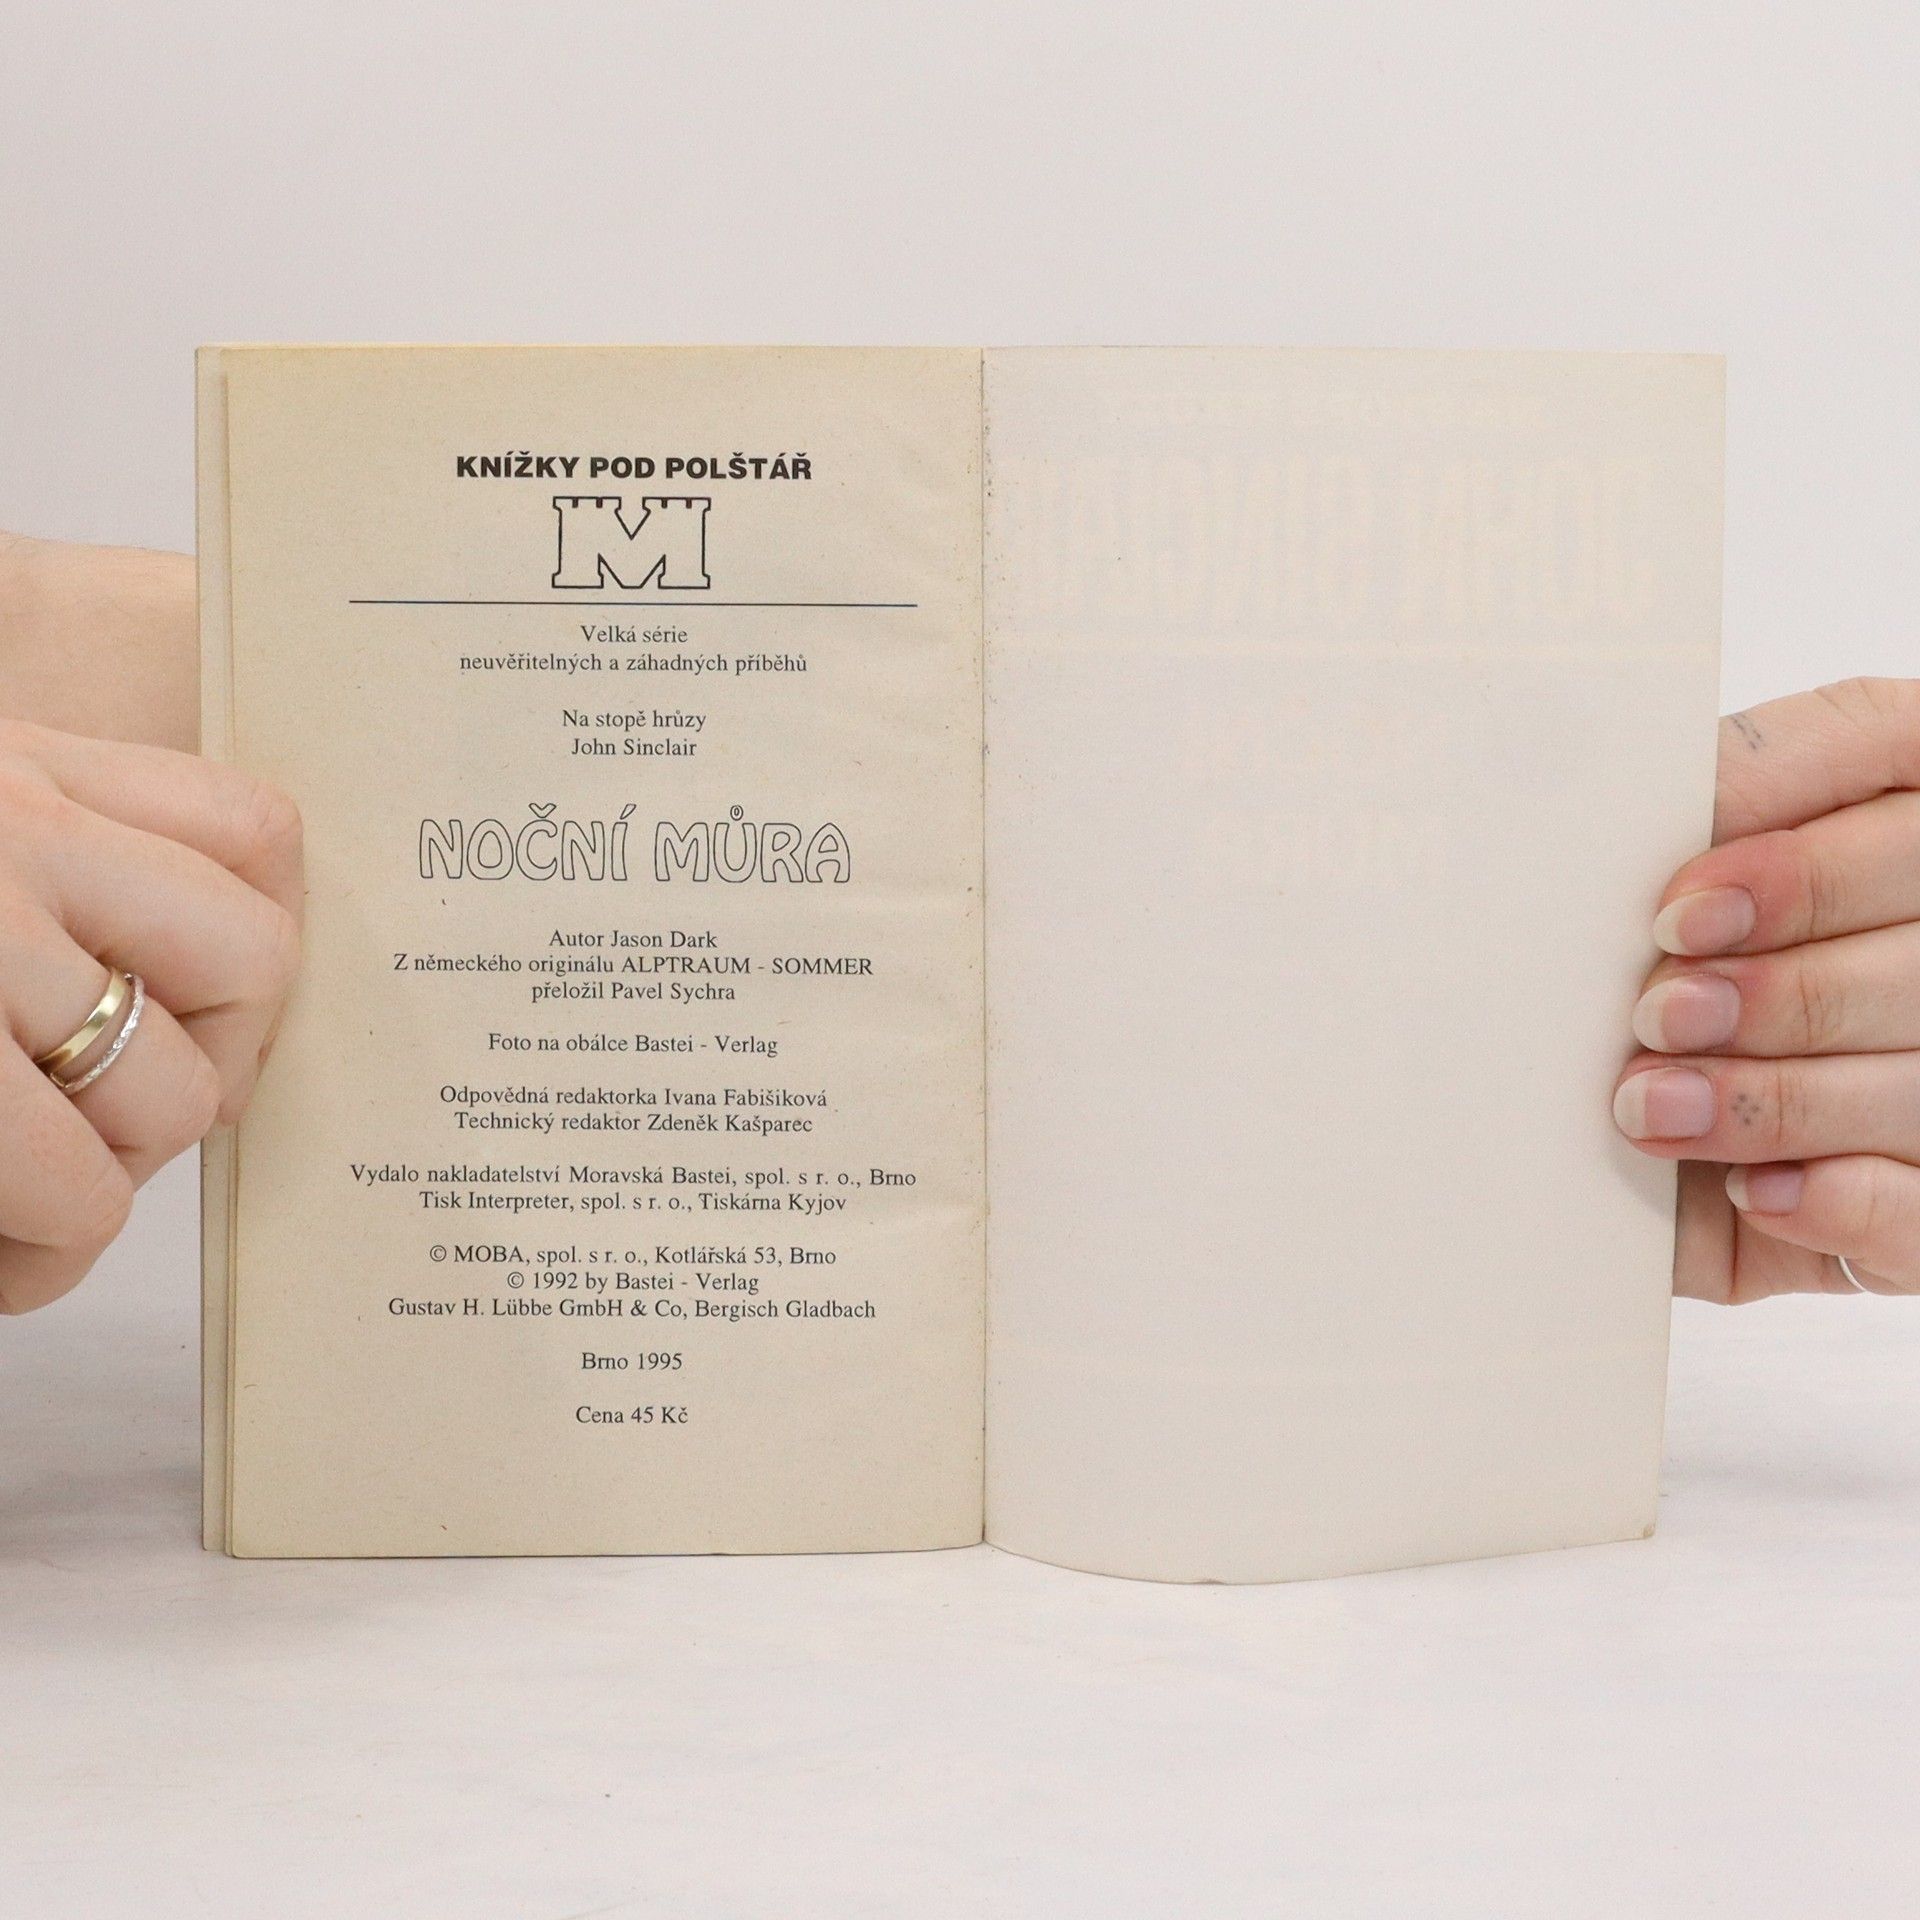 KNÍŽKY POD POLŠTÁŘ
M
Velká série
neuvěřitelných a záhadných příběhů
Na stopě hrůzy
John Sinclair
NOČNÍ MŮRA
Autor Jason Dark
Z německého originálu ALPTRAUM - SOMMER
přeložil Pavel Sychra
Foto na obálce Bastei - Verlag
Odpovědná redaktorka Ivana Fabišiková
Technický redaktor Zdeněk Kašparec
Vydalo nakladatelství Moravská Bastei, spol. s r. o., Brno
Tisk Interpreter, spol. s r. o., Tiskárna Kyjov
© MOBA, spol. s r. o., Kotlářská 53, Brno
© 1992 by Bastei - Verlag
Gustav H. Lübbe GmbH & Co, Bergisch Gladbach
Brno 1995
Cena 45 Kč